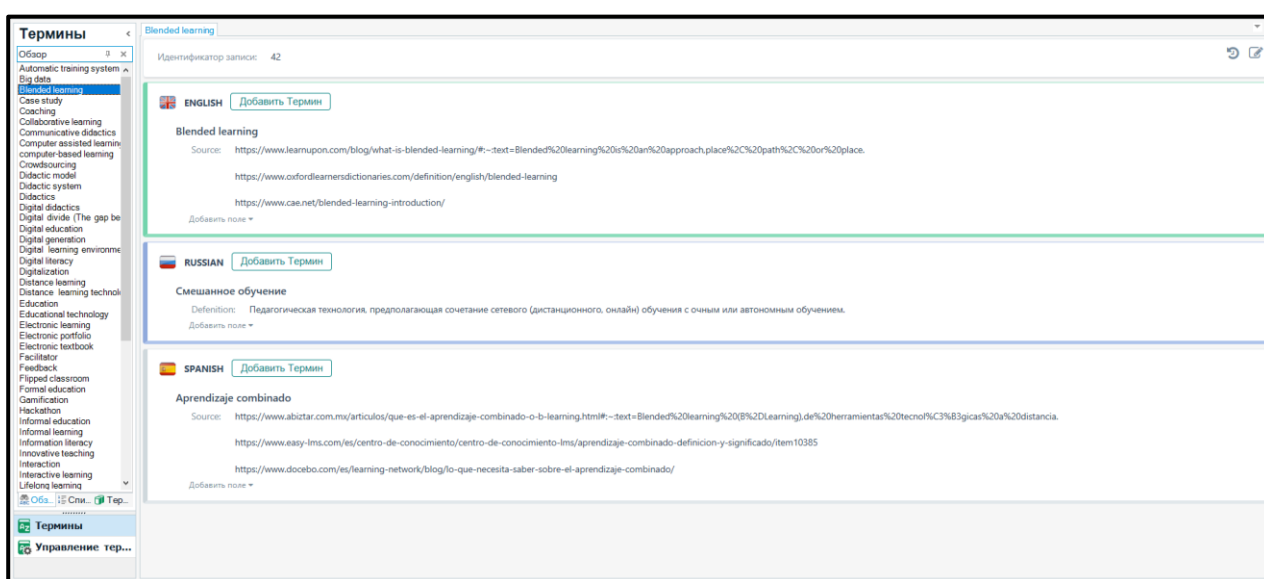 Термины
Обзор
Automatic training system
Big data
Blended learning
Case study
Coaching
Collaborative learning
Communicative didactics
Computer assisted learning
computer-based learning
Crowdsourcing
Didactic model
Didactic system
Didactics
Digital didactics
Digital divide (The gap be
Digital education
Digital generation
Digital learning environme
Digital literacy
Digitalization
Distance learning
Distance learning technol
Education
Educational technology
Electronic learning
Electronic portfolio
Electronic textbook
Facilitator
Feedback
Flipped classroom
Formal education
Gamification
Hackathon
Informal education
Informal learning
Information literacy
Innovative teaching
Interaction
Interactive learning
Lifelong learning
Обз... Спи... Тер...
Термины
Управление тер...
Blended learning
Идентификатор записи: 42
ENGLISH Добавить Термин
Blended learning
Source: https://www.learnupon.com/blog/what-is-blended-learning/#:~:text=Blended%20learning%20is%20an%20approach,place%2C%20path%2C%20or%20place.
https://www.oxfordlearnersdictionaries.com/definition/english/blended-learning
https://www.cae.net/blended-learning-introduction/
Добавить поле
RUSSIAN Добавить Термин
Смешанное обучение
Defenition: Педагогическая технология, предполагающая сочетание сетевого (дистанционного, онлайн) обучения с очным или автономным обучением.
Добавить поле
SPANISH Добавить Термин
Aprendizaje combinado
Source: https://www.abiztar.com.mx/articulos/que-es-el-aprendizaje-combinado-o-b-learning.html#:~:text=Blended%20learning%20(B%2DLearning),de%20herramientas%20tecnol%C3%B3gicas%20a%20distancia.
https://www.easy-lms.com/es/centro-de-conocimiento/centro-de-conocimiento-lms/aprendizaje-combinado-definicion-y-significado/item10385
https://www.docebo.com/es/learning-network/blog/lo-que-necesita-saber-sobre-el-aprendizaje-combinado/
Добавить поле